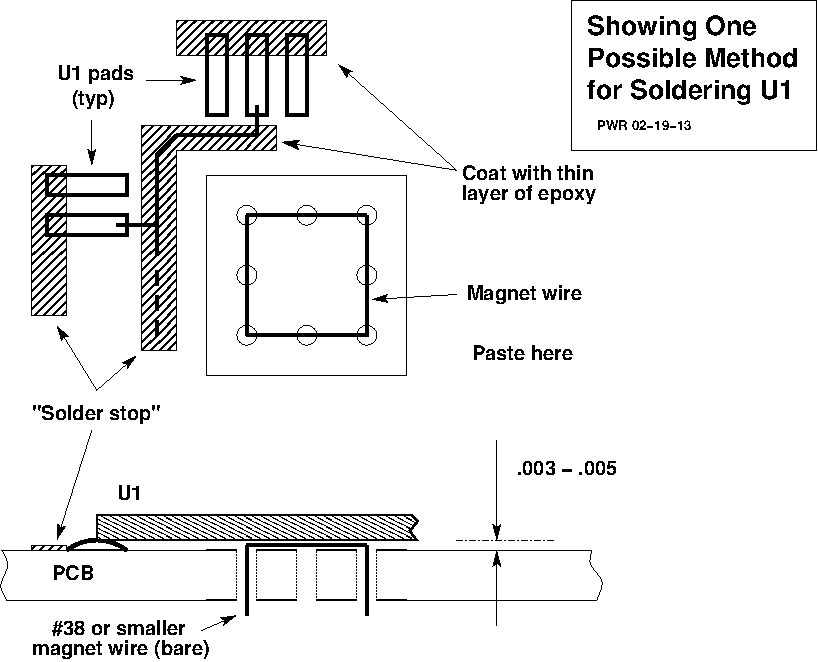 Showing One
Possible Method
for Soldering U1
PWR 02-19-13
U1 pads
(typ)
Coat with thin
layer of epoxy
Magnet wire
Paste here
"Solder stop"
.003 - .005
U1
PCB
#38 or smaller
magnet wire (bare)